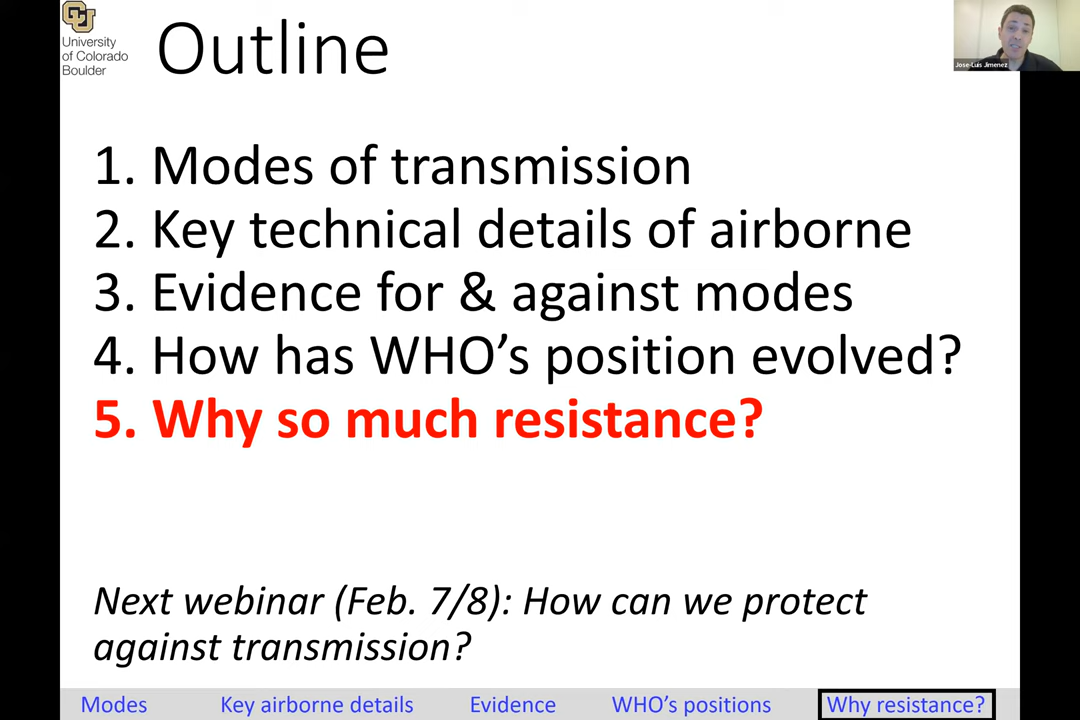 CU
University
of Colorado
Boulder
Outline
Jose-Luis Jimenez
1. Modes of transmission
2. Key technical details of airborne
3. Evidence for & against modes
4. How has WHO’s position evolved?
5. Why so much resistance?
Next webinar (Feb. 7/8): How can we protect
against transmission?
Modes Key airborne details Evidence WHO’s positions Why resistance?